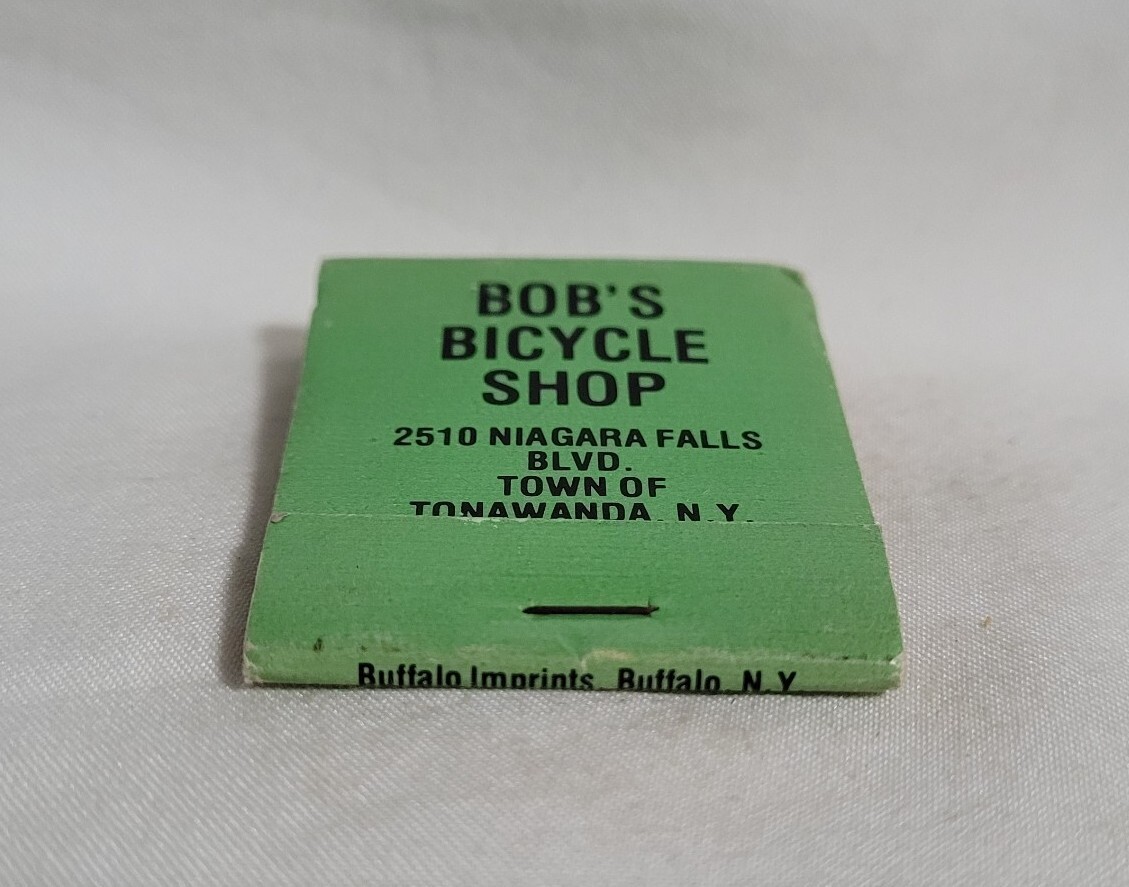 BOB'S
BICYCLE
SHOP
2510 NIAGARA FALLS
BLVD.
TOWN OF
TONAWANDA, N.Y.
Buffalo Imprints, Buffalo, N.Y.